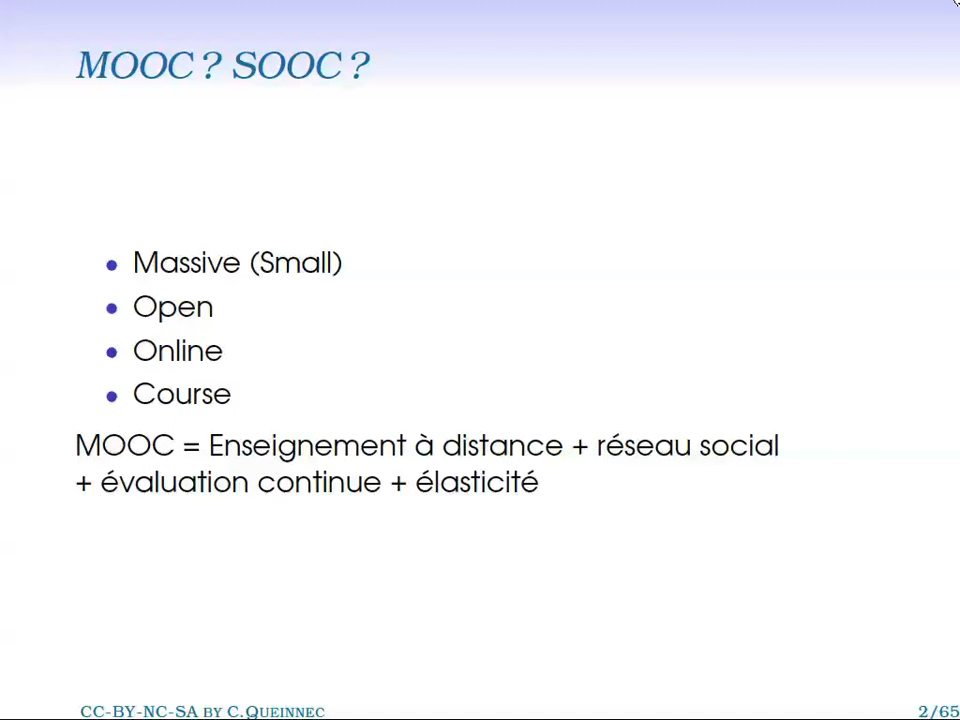 MOOC ? SOOC ?
• Massive (Small)
• Open
• Online
• Course
MOOC = Enseignement à distance + réseau social
+ évaluation continue + élasticité
CC-BY-NC-SA BY C.QUEINNEC
2/65